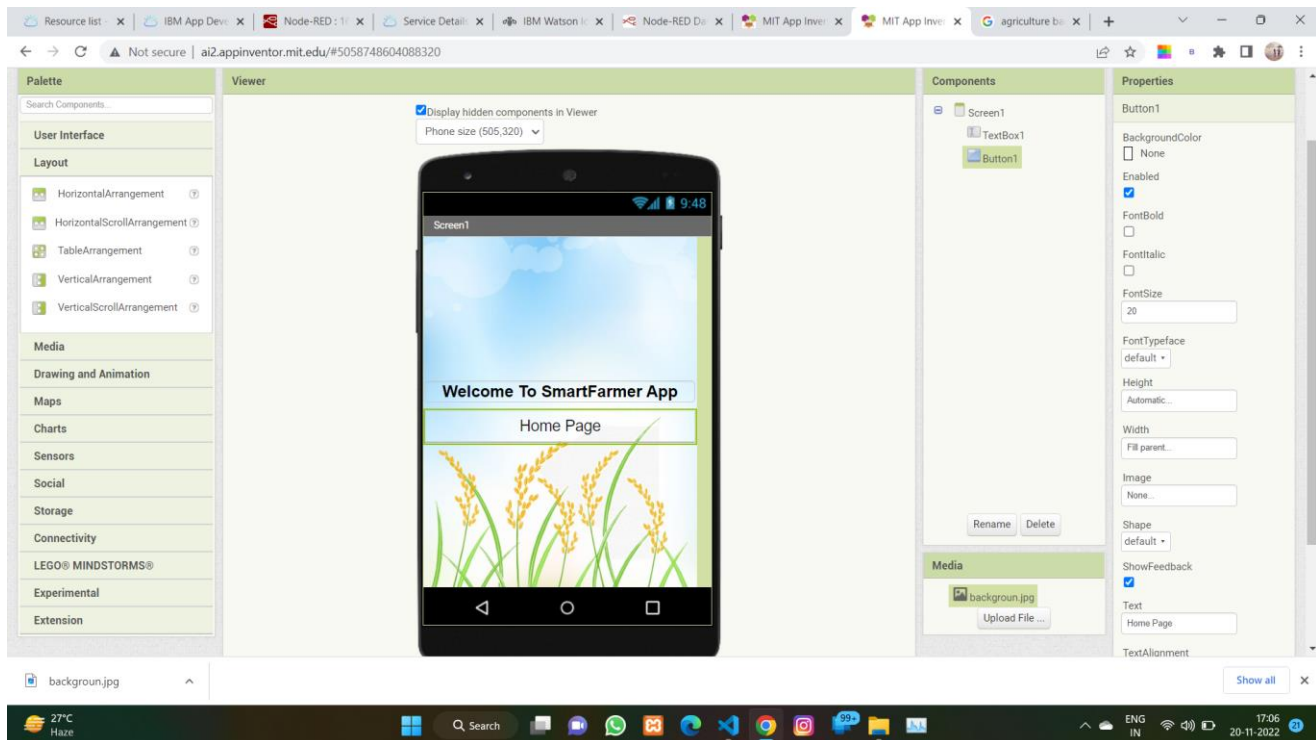 Resource list -
IBM App Deve
Node-RED : 1
Service Details
IBM Watson Io
Node-RED Da
MIT App Inver
MIT App Inver
agriculture ba
Not secure | ai2.appinventor.mit.edu/#5058748604088320
Palette
Search Components...
User Interface
Layout
HorizontalArrangement
HorizontalScrollArrangement
TableArrangement
VerticalArrangement
VerticalScrollArrangement
Media
Drawing and Animation
Maps
Charts
Sensors
Social
Storage
Connectivity
LEGO® MINDSTORMS®
Experimental
Extension
Viewer
Display hidden components in Viewer
Phone size (505,320)
9:48
Screen1
Welcome To SmartFarmer App
Home Page
Components
Screen1
TextBox1
Button1
Rename Delete
Media
backgroun.jpg
Upload File ...
Properties
Button1
BackgroundColor
None
Enabled
FontBold
FontItalic
FontSize
20
FontTypeface
default
Height
Automatic...
Width
Fill parent...
Image
None...
Shape
default
ShowFeedback
Text
Home Page
TextAlignment
backgroun.jpg
Show all
27°C
Haze
Search
99+
ENG
IN
17:06
20-11-2022
21